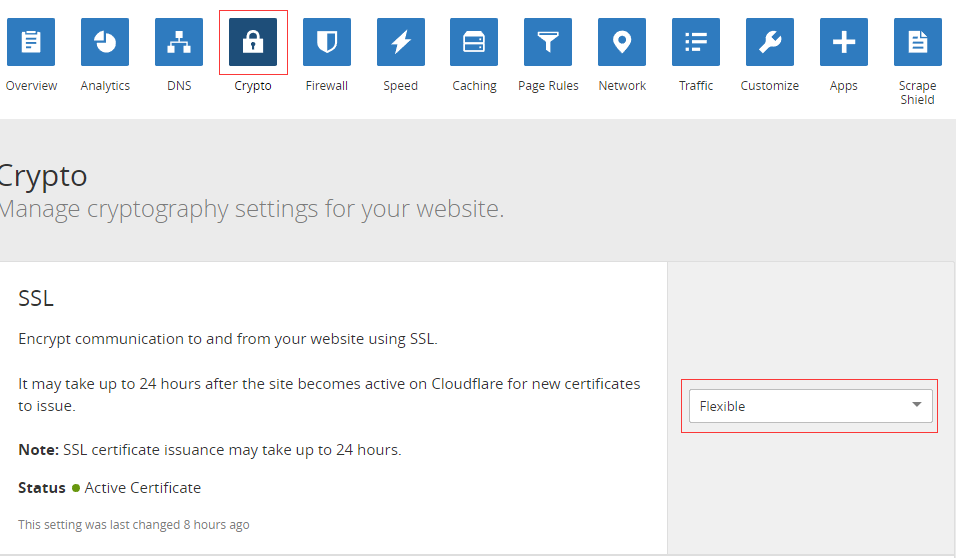 Overview Analytics DNS Crypto Firewall Speed Caching Page Rules Network Traffic Customize Apps Scrape
Shield
Crypto
Manage cryptography settings for your website.
SSL
Encrypt communication to and from your website using SSL.
It may take up to 24 hours after the site becomes active on Cloudflare for new certificates
to issue.
Flexible
Note: SSL certificate issuance may take up to 24 hours.
Status Active Certificate
This setting was last changed 8 hours ago